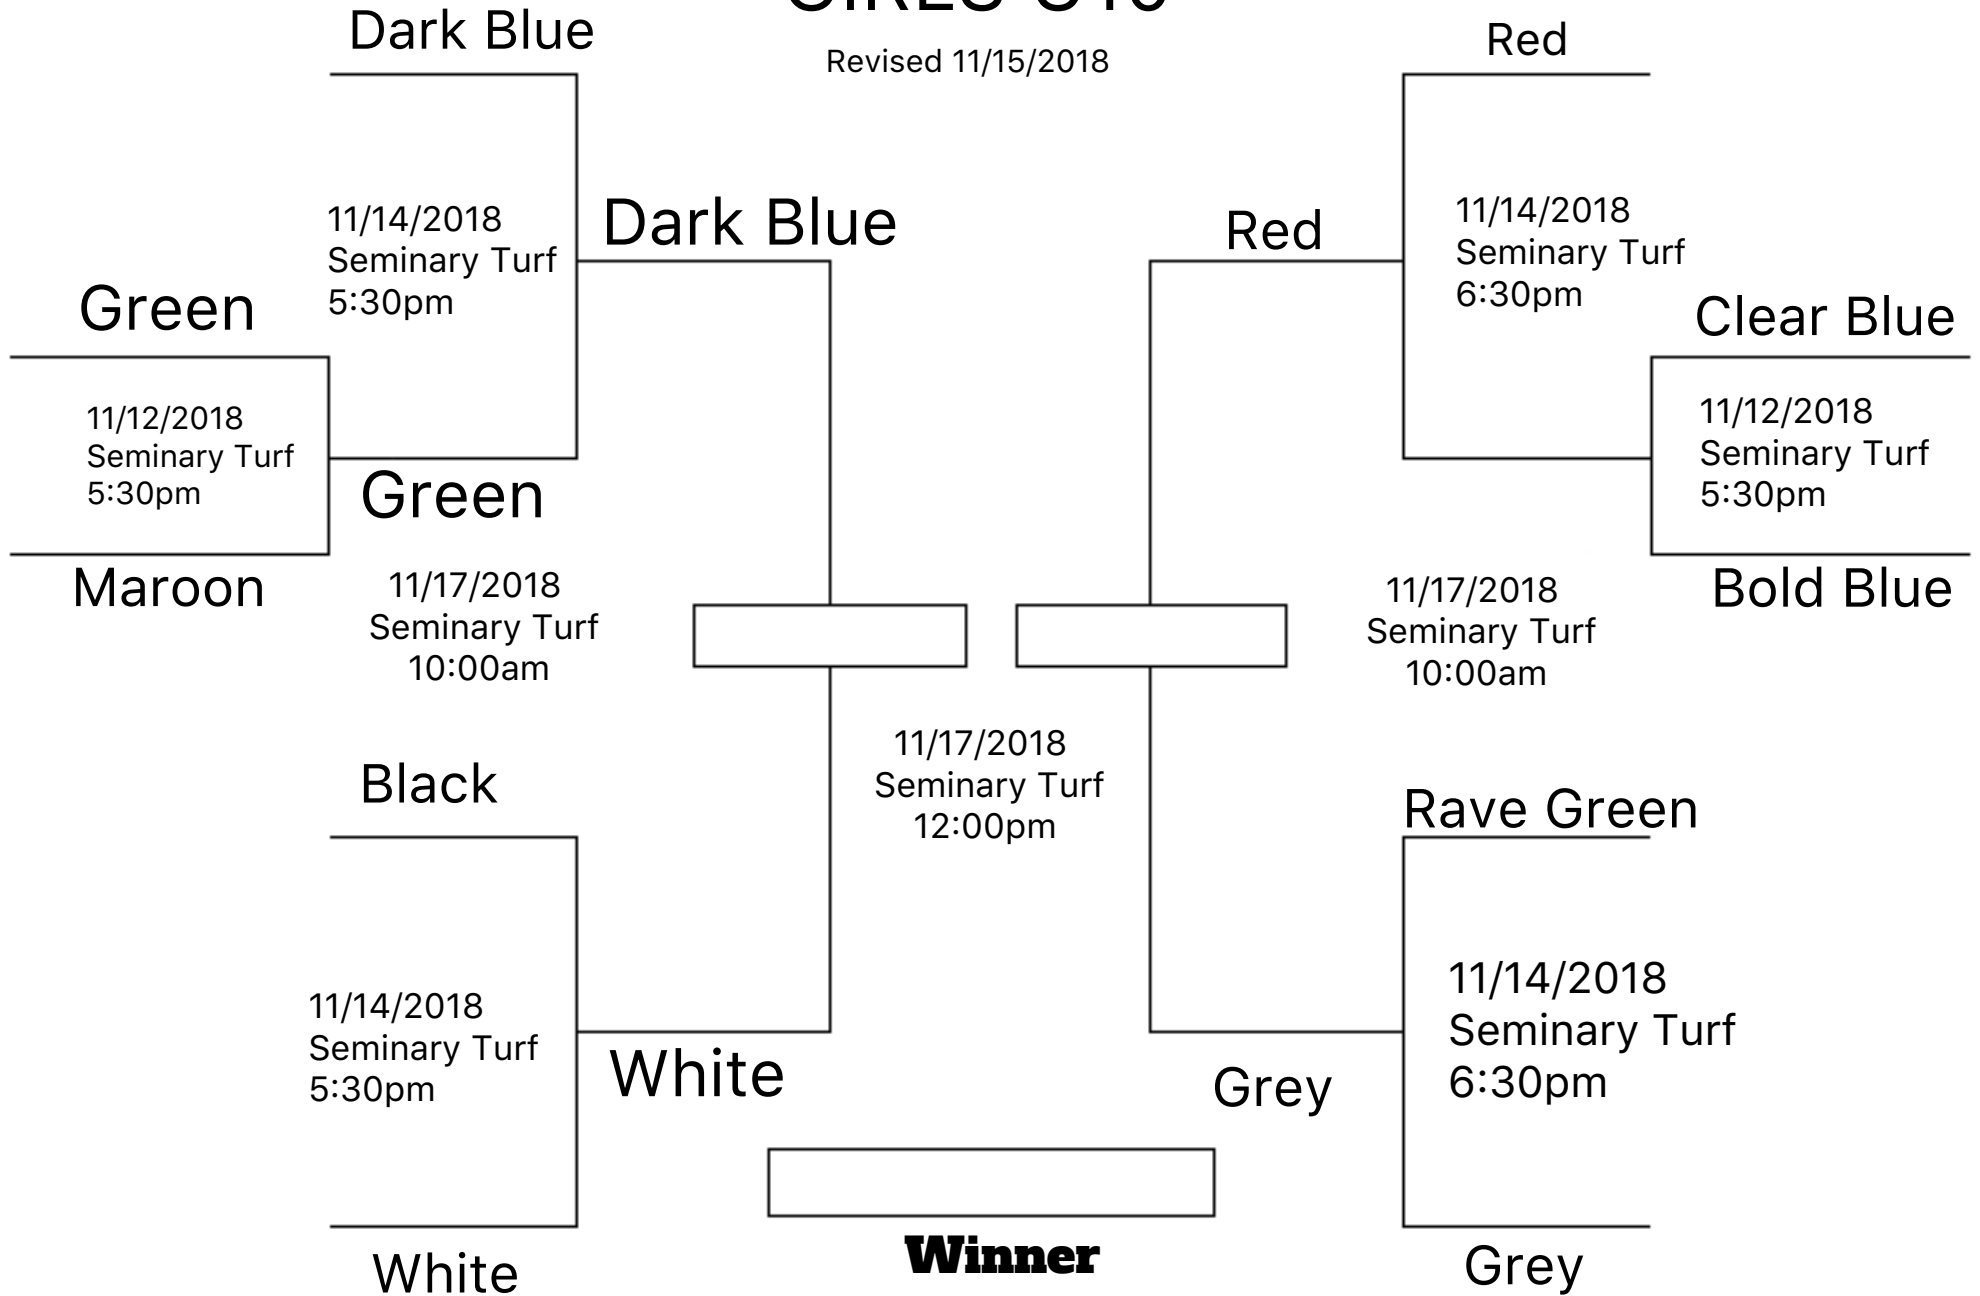 Dark Blue
Revised 11/15/2018
Red
11/14/2018
Seminary Turf
5:30pm
Dark Blue
Red
11/14/2018
Seminary Turf
6:30pm
Green
Clear Blue
11/12/2018
Seminary Turf
5:30pm
Green
11/12/2018
Seminary Turf
5:30pm
Maroon
Bold Blue
11/17/2018
Seminary Turf
10:00am
11/17/2018
Seminary Turf
10:00am
11/17/2018
Seminary Turf
12:00pm
Black
Rave Green
11/14/2018
Seminary Turf
5:30pm
White
Grey
11/14/2018
Seminary Turf
6:30pm
White
Winner
Grey